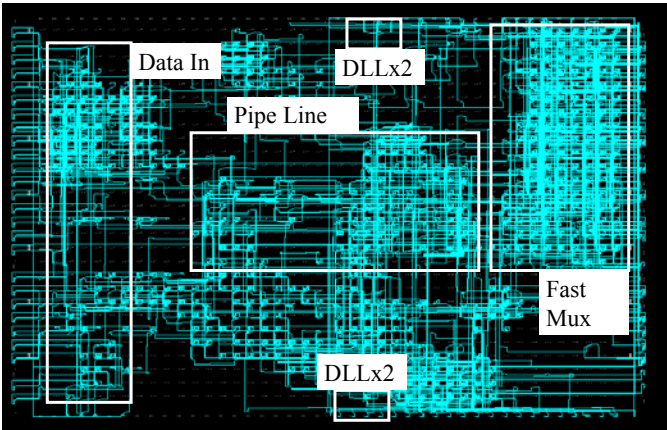 Data In
DLLx2
Pipe Line
Fast
Mux
DLLx2